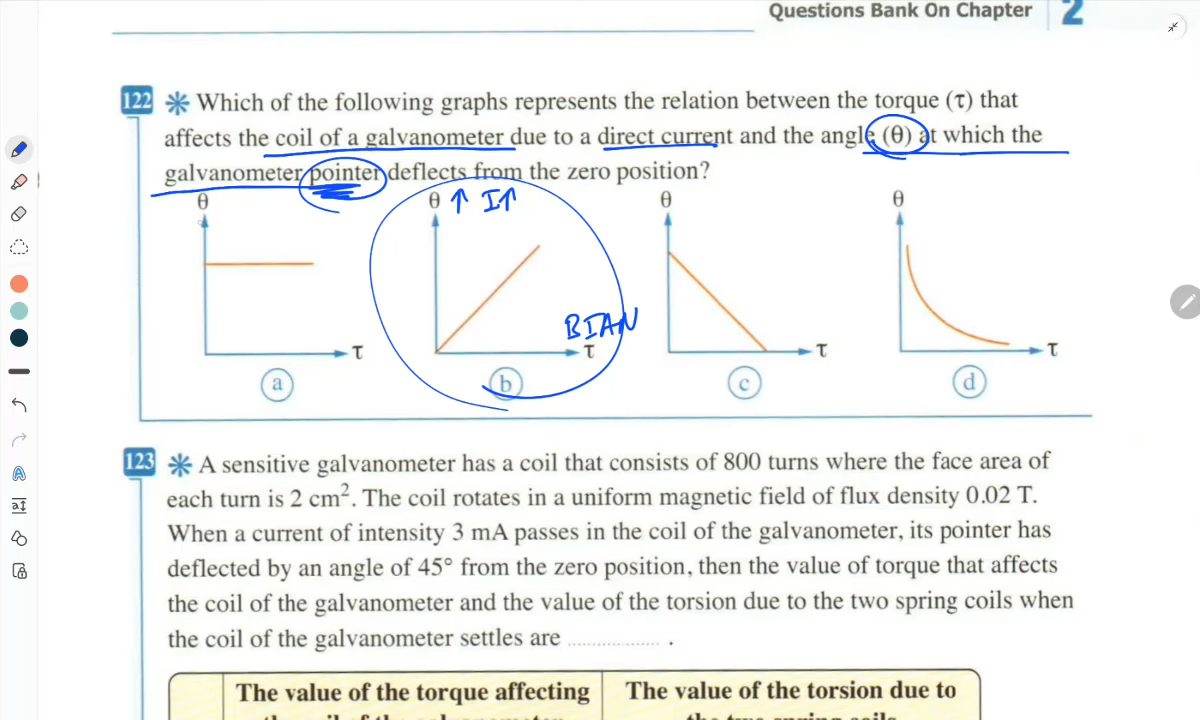 Questions Bank On Chapter 2
122 * Which of the following graphs represents the relation between the torque (τ) that
affects the coil of a galvanometer due to a direct current and the angle (θ) at which the
galvanometer pointer deflects from the zero position?
θ
θ ↑ I↑
θ
θ
BIAN
τ
τ
τ
τ
a
b
c
d
123 * A sensitive galvanometer has a coil that consists of 800 turns where the face area of
each turn is 2 cm². The coil rotates in a uniform magnetic field of flux density 0.02 T.
When a current of intensity 3 mA passes in the coil of the galvanometer, its pointer has
deflected by an angle of 45° from the zero position, then the value of torque that affects
the coil of the galvanometer and the value of the torsion due to the two spring coils when
the coil of the galvanometer settles are .................. .
The value of the torque affecting
The value of the torsion due to